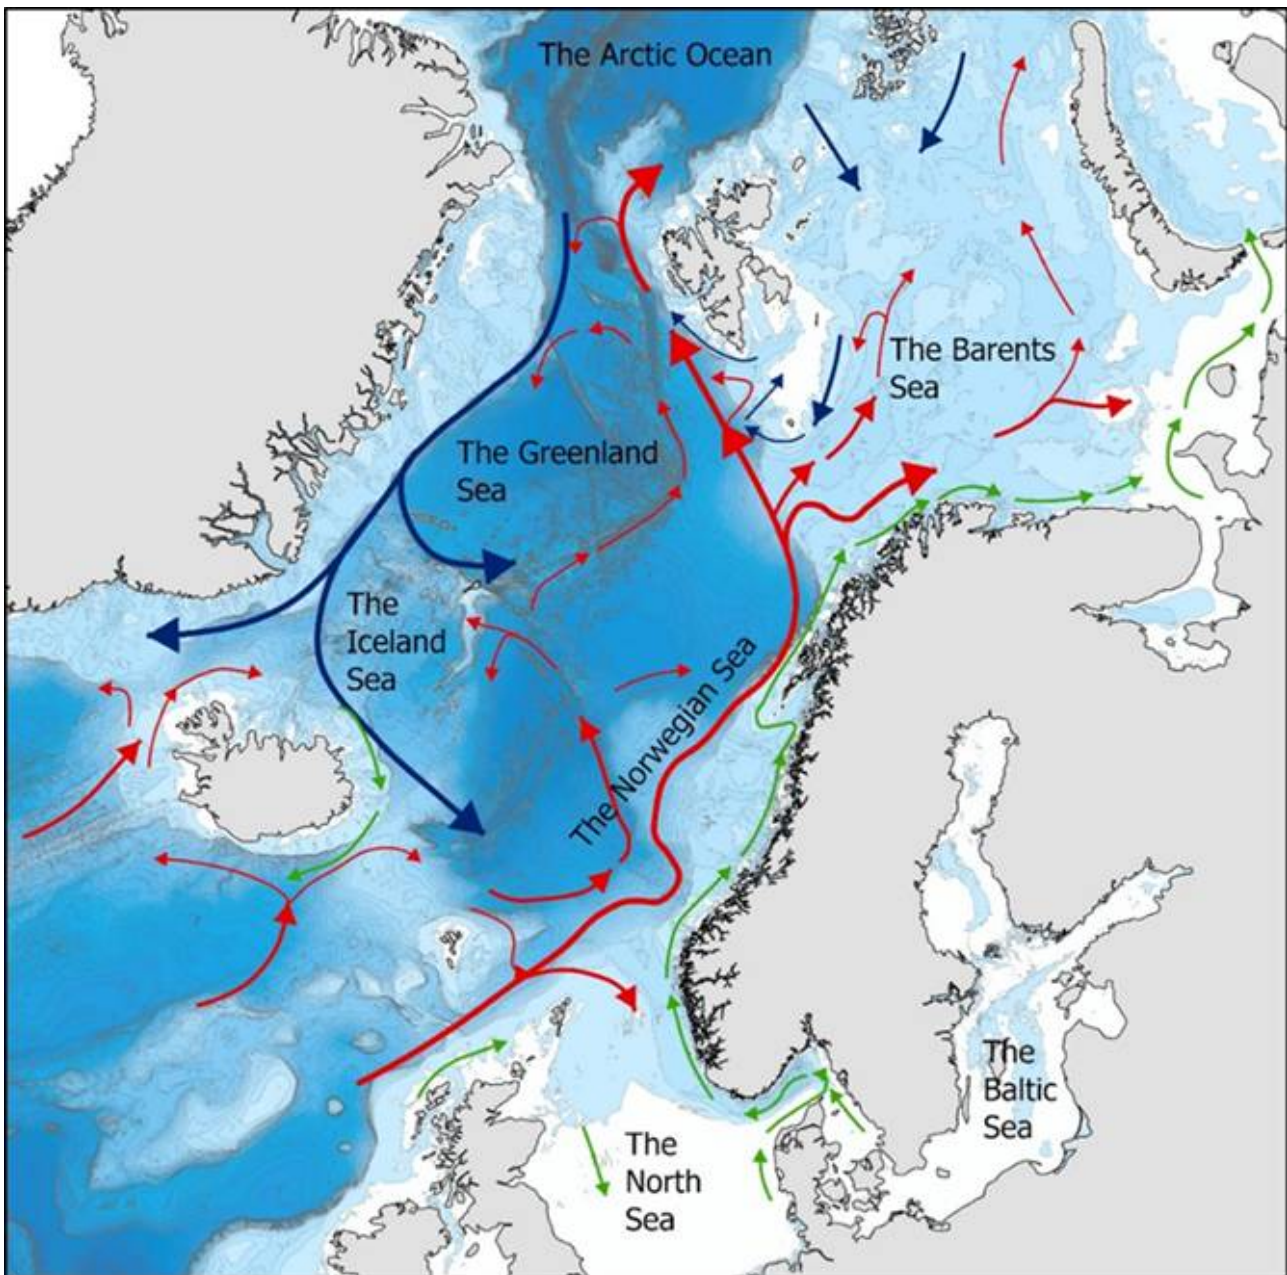 The Arctic Ocean
The Barents
Sea
The Greenland
Sea
The
Iceland
Sea
The Norwegian Sea
The
Baltic
Sea
The
North
Sea